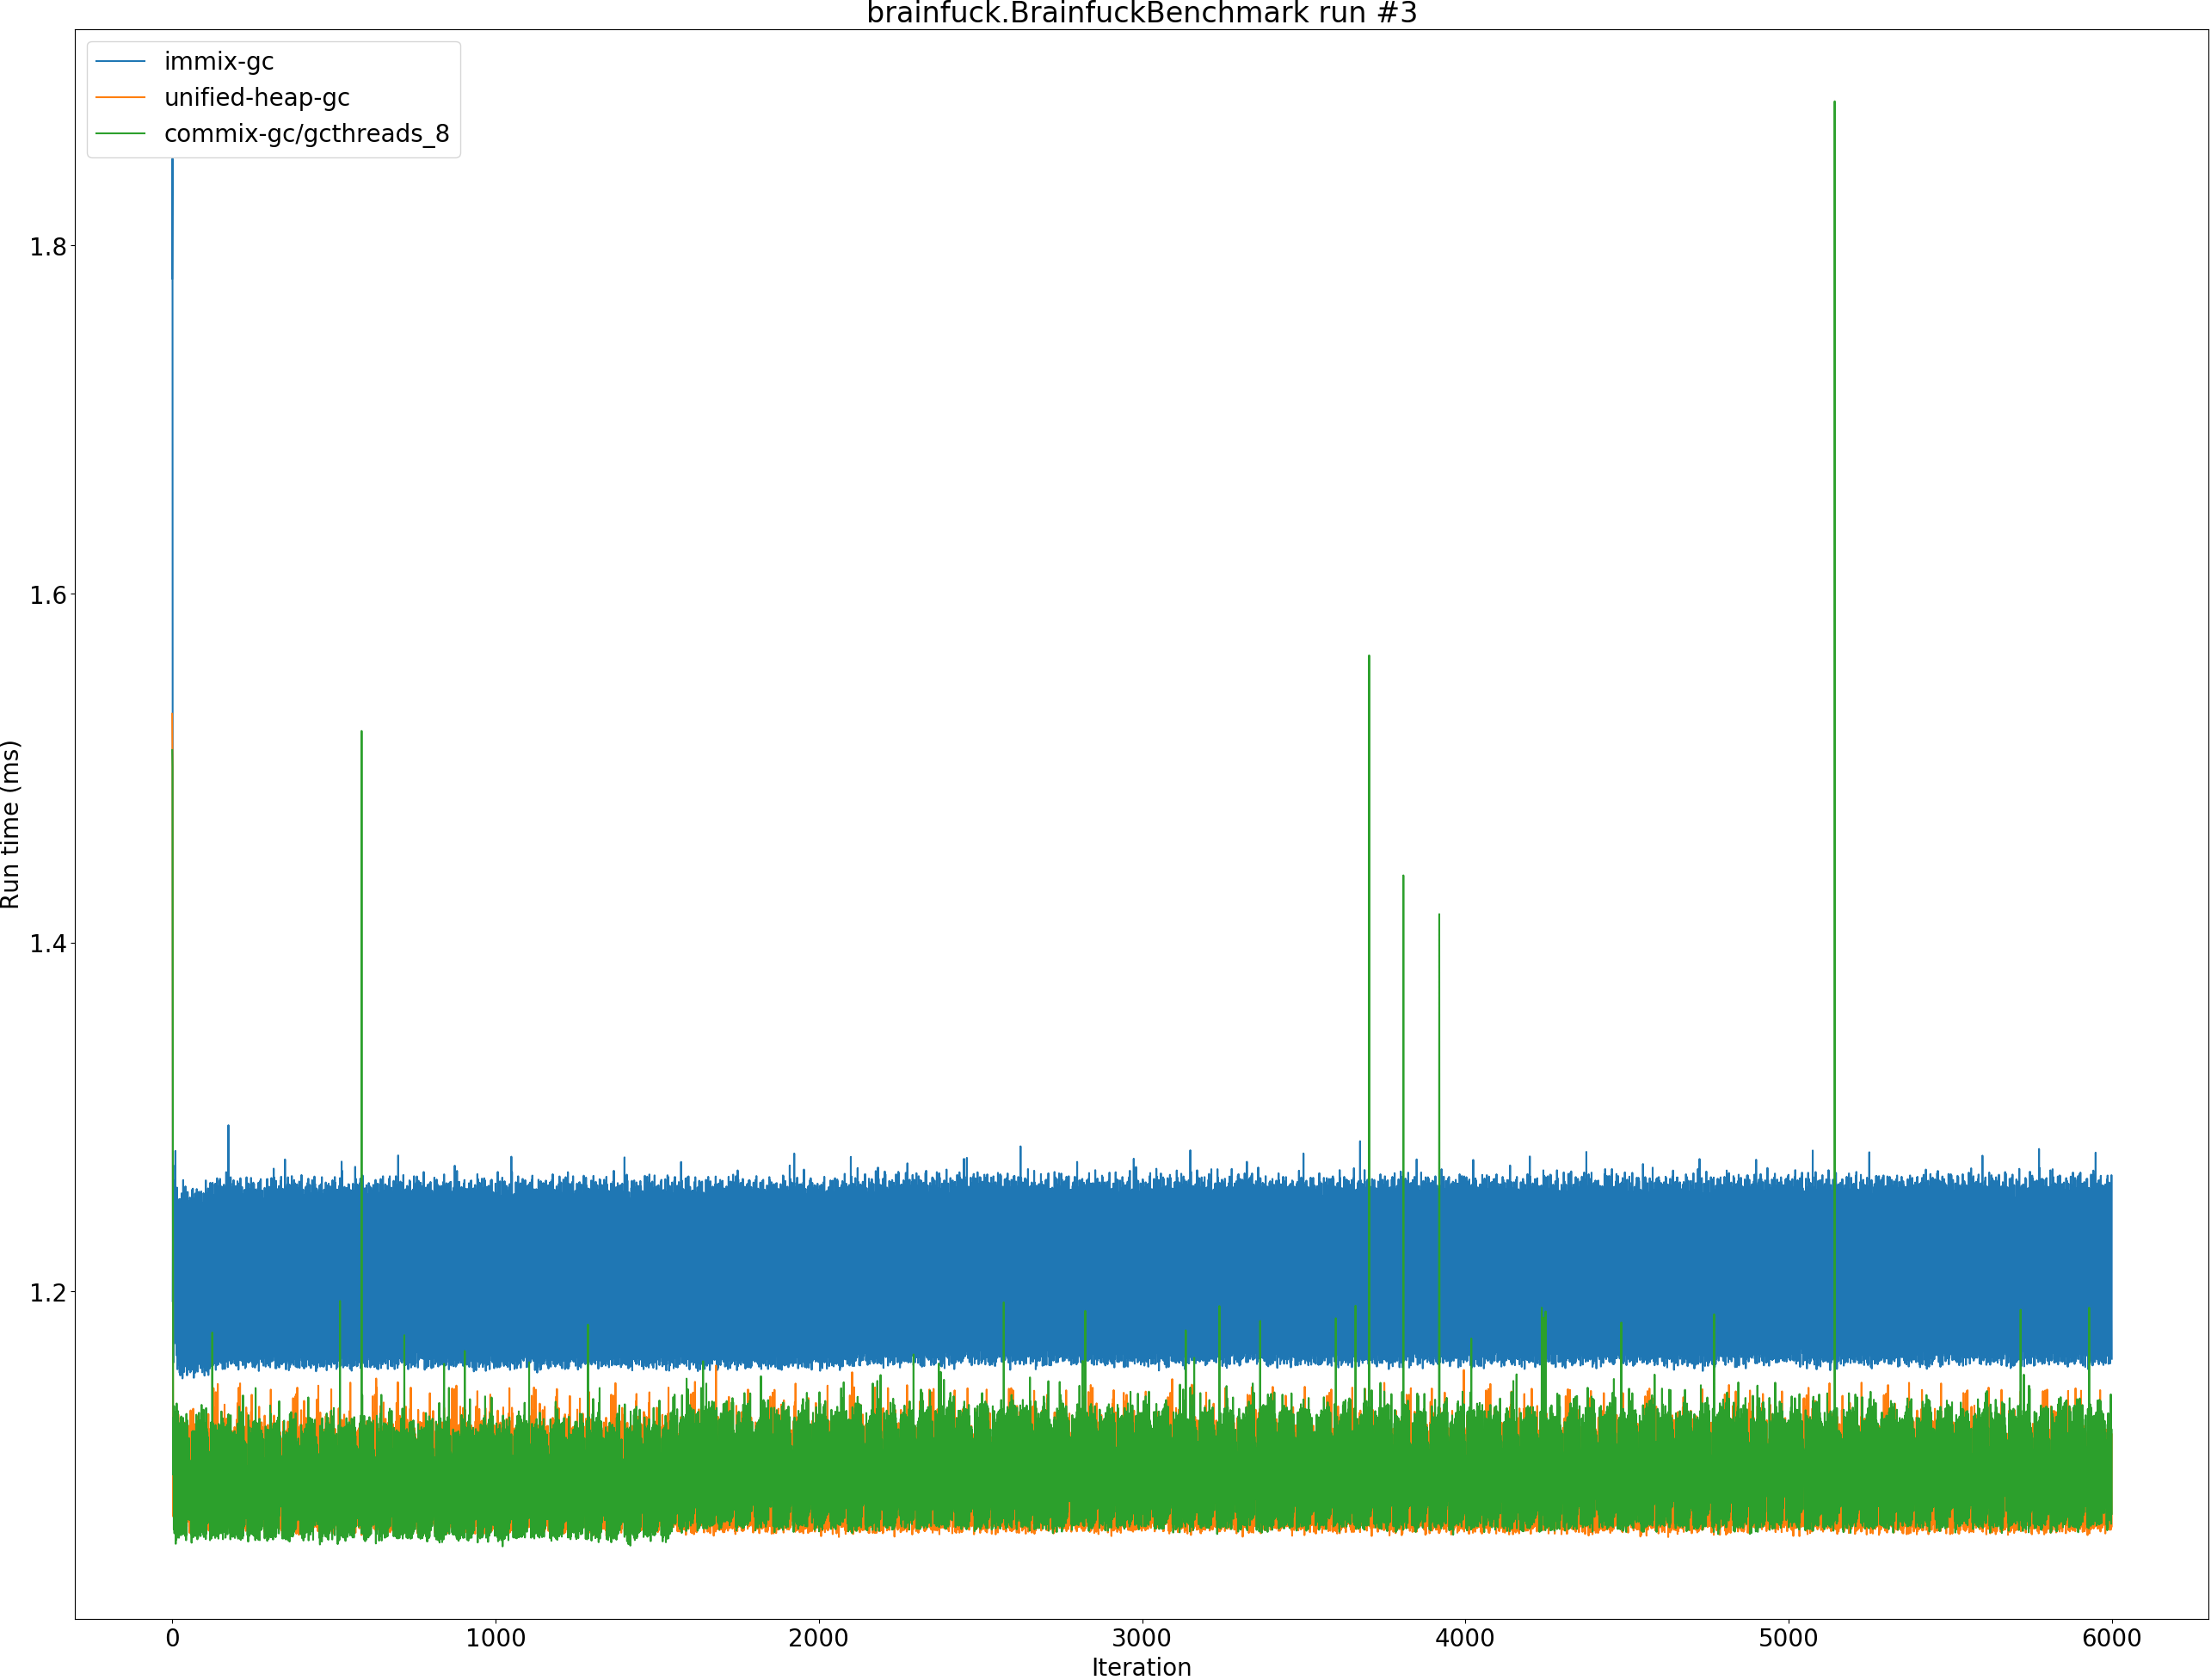 brainfuck.BrainfuckBenchmark run #3
immix-gc
unified-heap-gc
commix-gc/gcthreads_8
Run time (ms)
1.8
1.6
1.4
1.2
0 1000 2000 3000 4000 5000 6000
Iteration